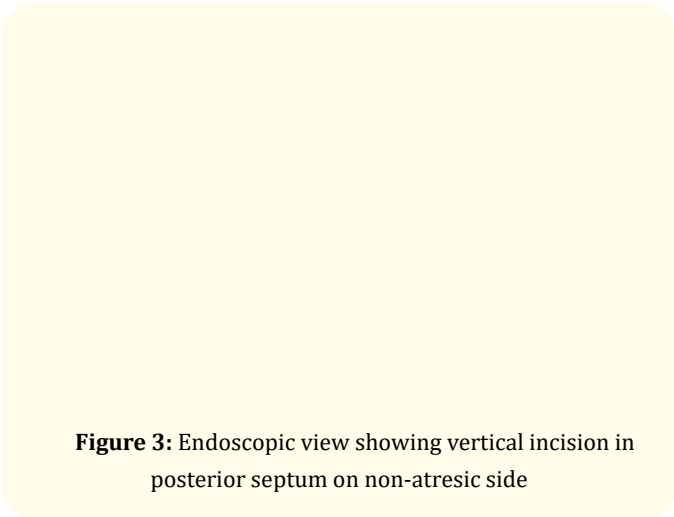 Figure 3: Endoscopic view showing vertical incision in
posterior septum on non-atresic side